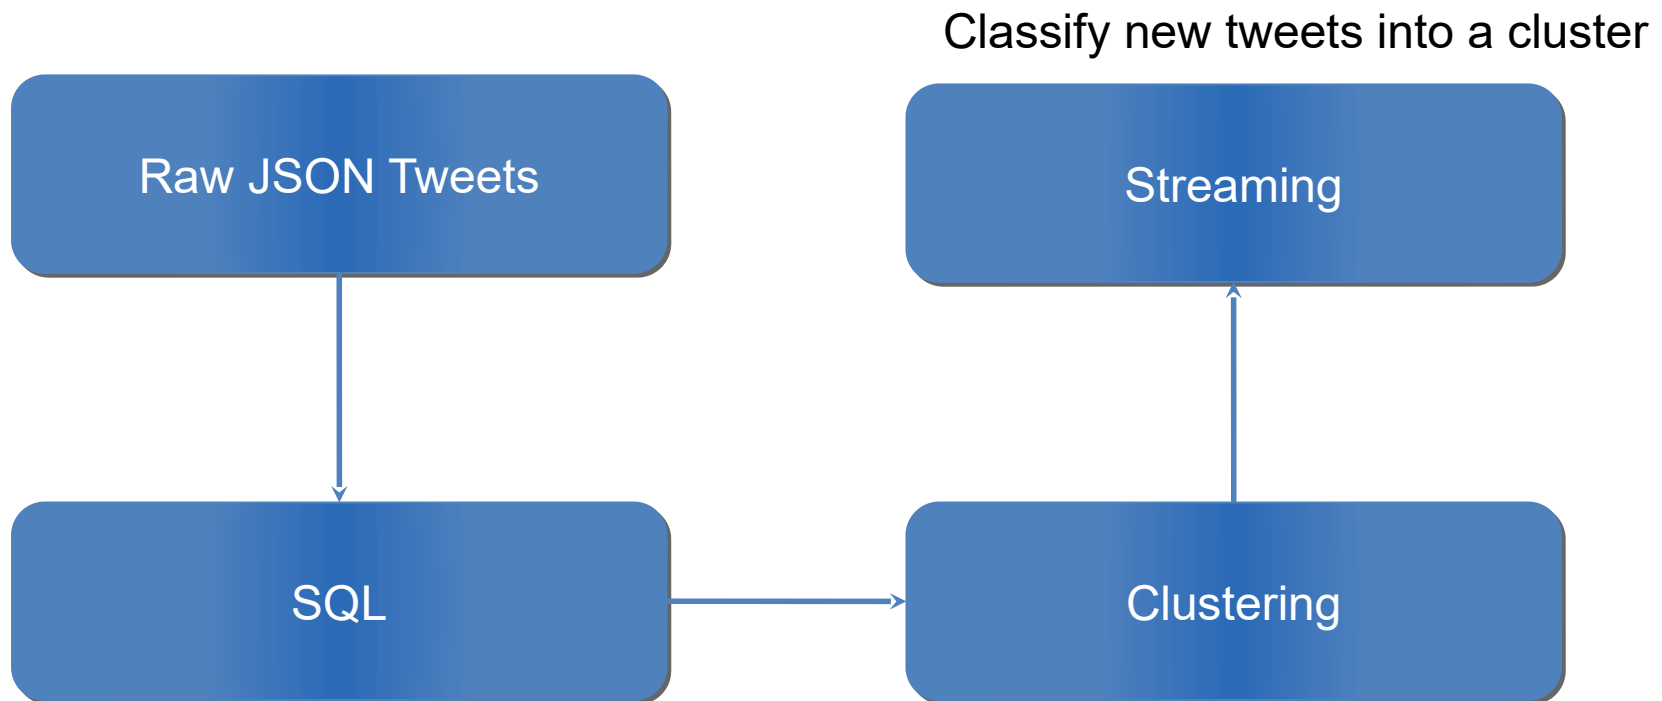 Classify new tweets into a cluster
Raw JSON Tweets
Streaming
SQL
Clustering